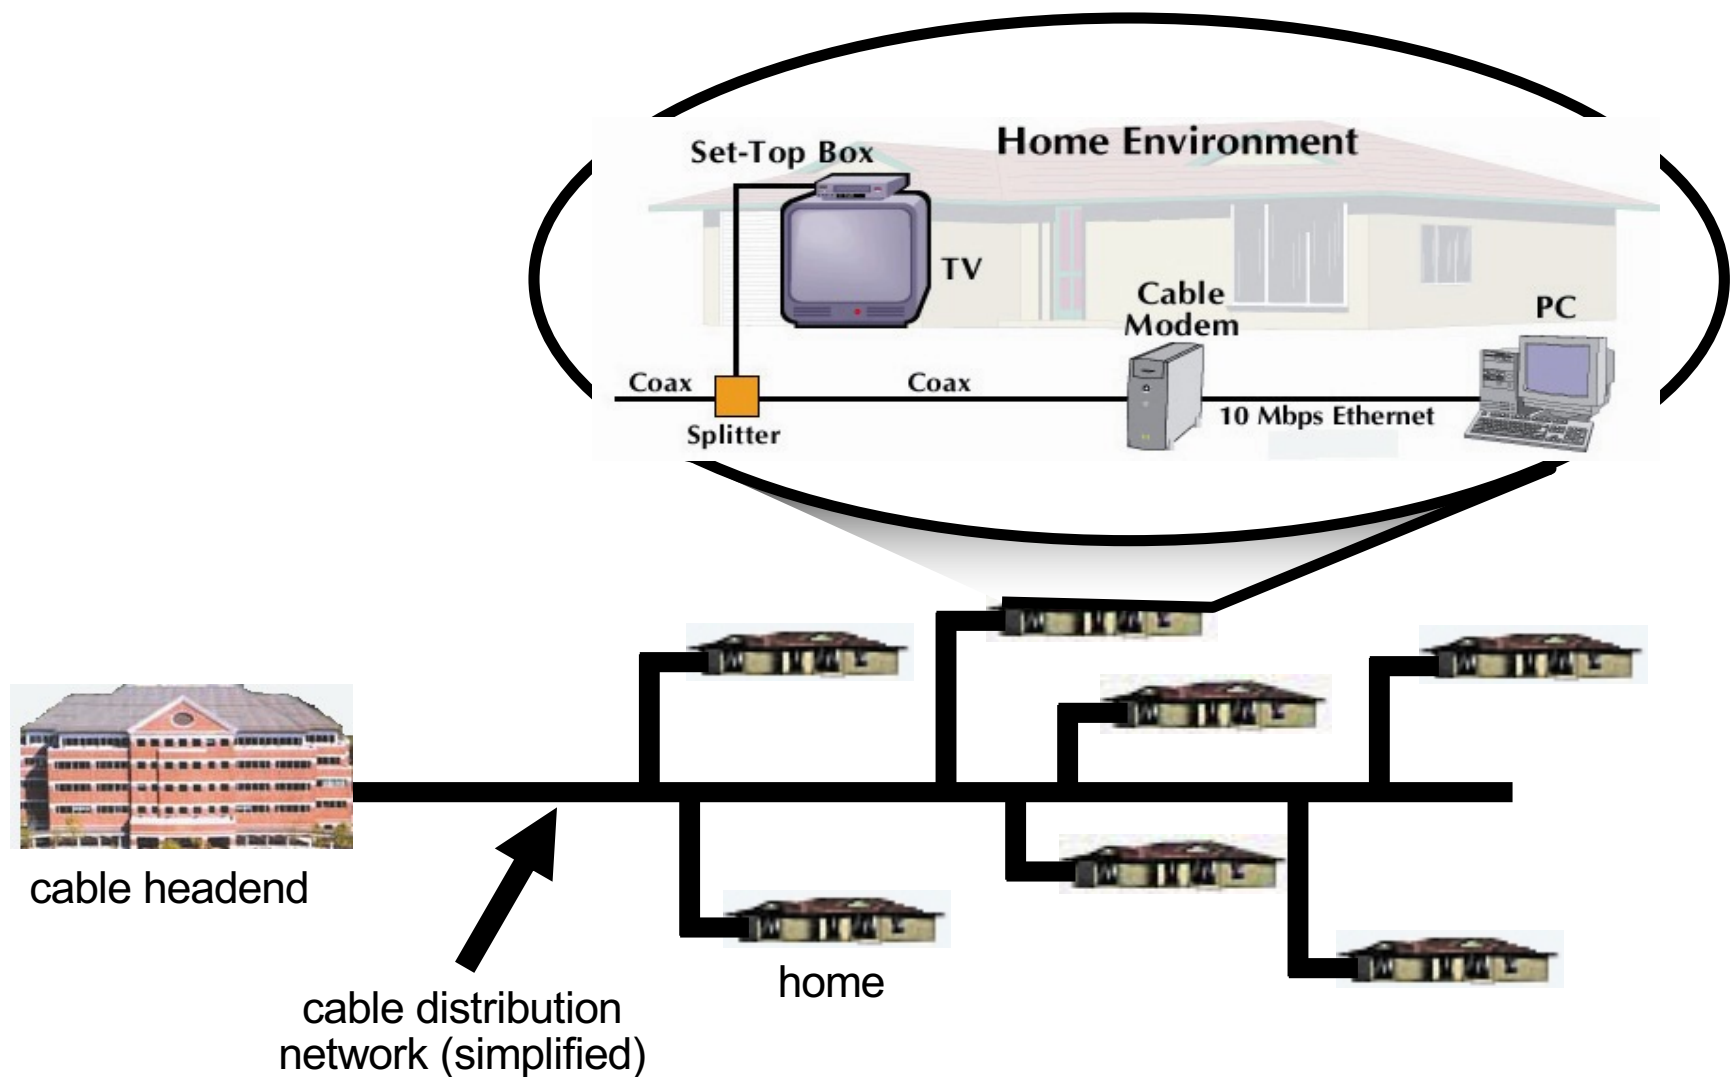 Home Environment
Set-Top Box
TV
Cable
Modem
PC
Coax
Coax
10 Mbps Ethernet
Splitter
cable headend
home
cable distribution
network (simplified)